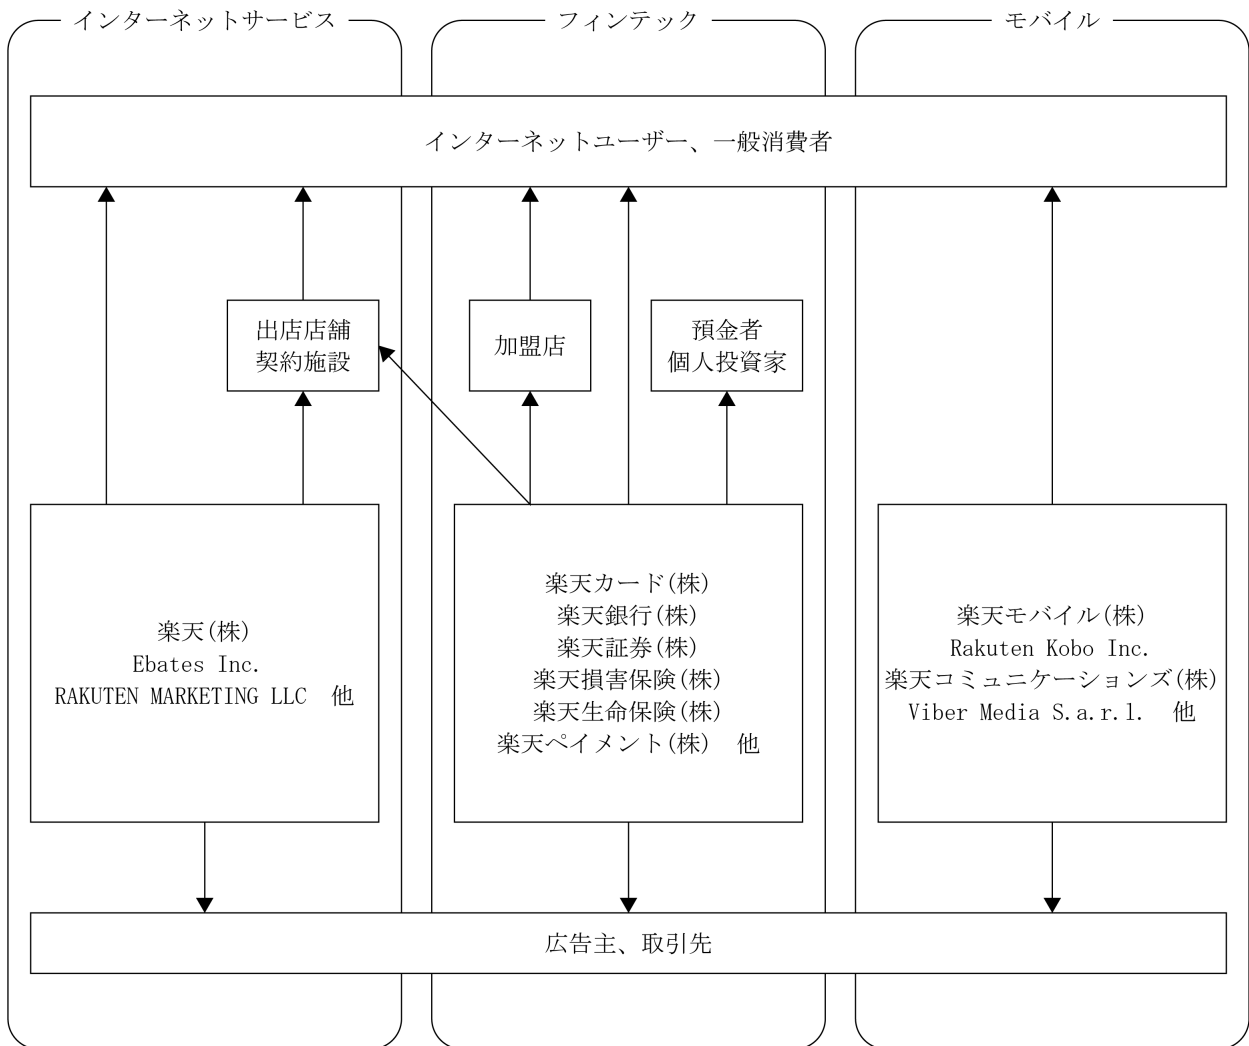 インターネットサービス
フィンテック
モバイル
インターネットユーザー、一般消費者
出店店舗
契約施設
加盟店
預金者
個人投資家
楽天(株)
Ebates Inc.
RAKUTEN MARKETING LLC 他
楽天カード(株)
楽天銀行(株)
楽天証券(株)
楽天損害保険(株)
楽天生命保険(株)
楽天ペイメント(株) 他
楽天モバイル(株)
Rakuten Kobo Inc.
楽天コミュニケーションズ(株)
Viber Media S.a.r.l. 他
広告主、取引先